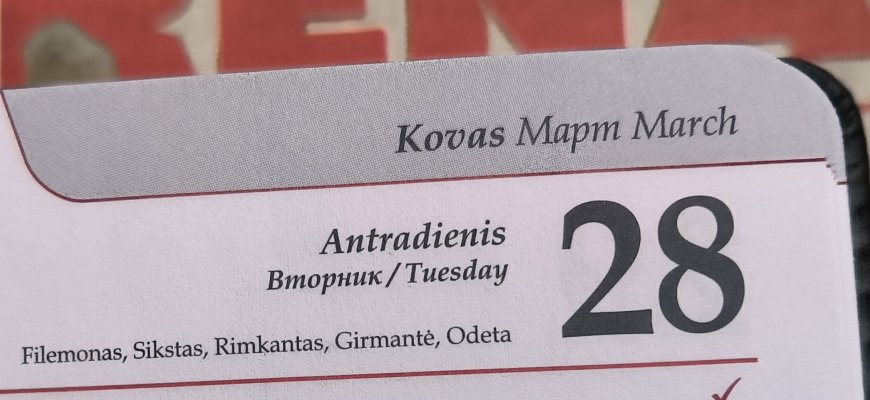 Kovas Март March
Antradienis
Вторник / Tuesday
28
Filemonas, Sikstas, Rimkantas, Girmantė, Odeta